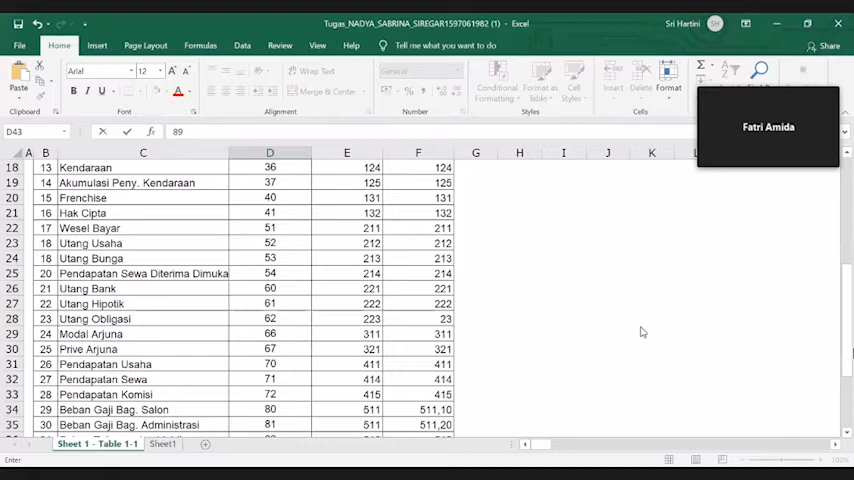 Tugas_NADYA_SABRINA_SIREGAR1597061982 (1) - Excel
Sri Hartini SH
File Home Insert Page Layout Formulas Data Review View Help Tell me what you want to do Share
Paste Arial 12 Wrap Text General Conditional Format as Cell Insert Delete Format
B I U Merge & Center % Formatting Table Styles
Clipboard Font Alignment Number Styles Cells
Fatri Amida
D43 fx 89
A B C D E F G H I J K
18 13 Kendaraan 36 124 124
19 14 Akumulasi Peny. Kendaraan 37 125 125
20 15 Frenchise 40 131 131
21 16 Hak Cipta 41 132 132
22 17 Wesel Bayar 51 211 211
23 18 Utang Usaha 52 212 212
24 18 Utang Bunga 53 213 213
25 20 Pendapatan Sewa Diterima Dimuka 54 214 214
26 21 Utang Bank 60 221 221
27 22 Utang Hipotik 61 222 222
28 23 Utang Obligasi 62 223 23
29 24 Modal Arjuna 66 311 311
30 25 Prive Arjuna 67 321 321
31 26 Pendapatan Usaha 70 411 411
32 27 Pendapatan Sewa 71 414 414
33 28 Pendapatan Komisi 72 415 415
34 29 Beban Gaji Bag. Salon 80 511 511,10
35 30 Beban Gaji Bag. Administrasi 81 511 511,20
Sheet 1 - Table 1-1 Sheet1
Enter 100%